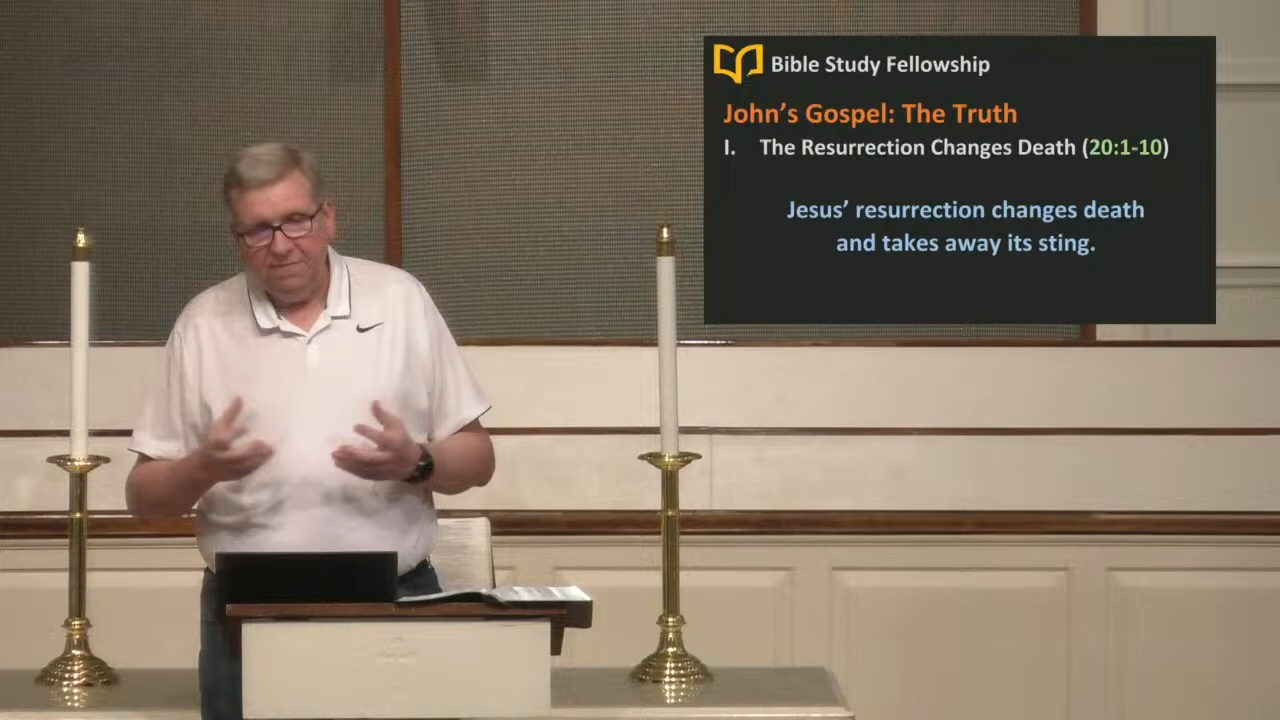 Bible Study Fellowship
John's Gospel: The Truth
I. The Resurrection Changes Death (20:1-10)
Jesus' resurrection changes death
and takes away its sting.